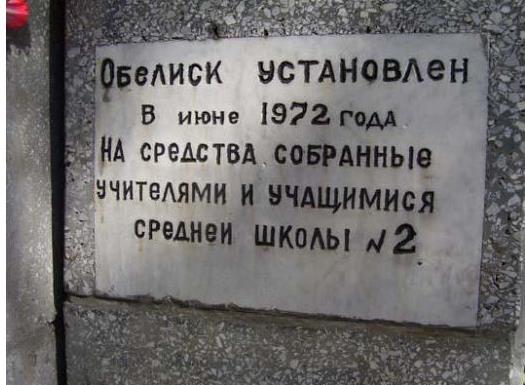 Обелиск установлен
в июне 1972 года
на средства собранные
учителями и учащимися
средней школы №2